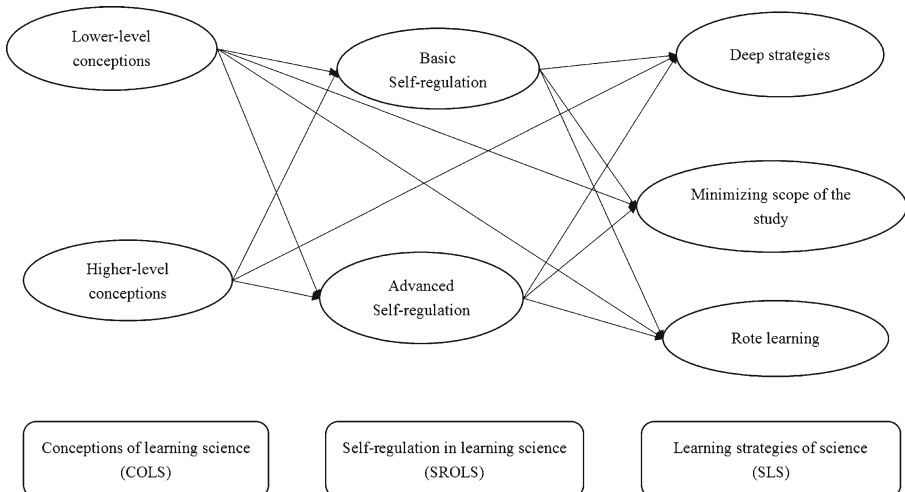 Lower-level
conceptions
Basic
Self-regulation
Deep strategies
Minimizing scope of the
study
Higher-level
conceptions
Advanced
Self-regulation
Rote learning
Conceptions of learning science
(COLS)
Self-regulation in learning science
(SROLS)
Learning strategies of science
(SLS)